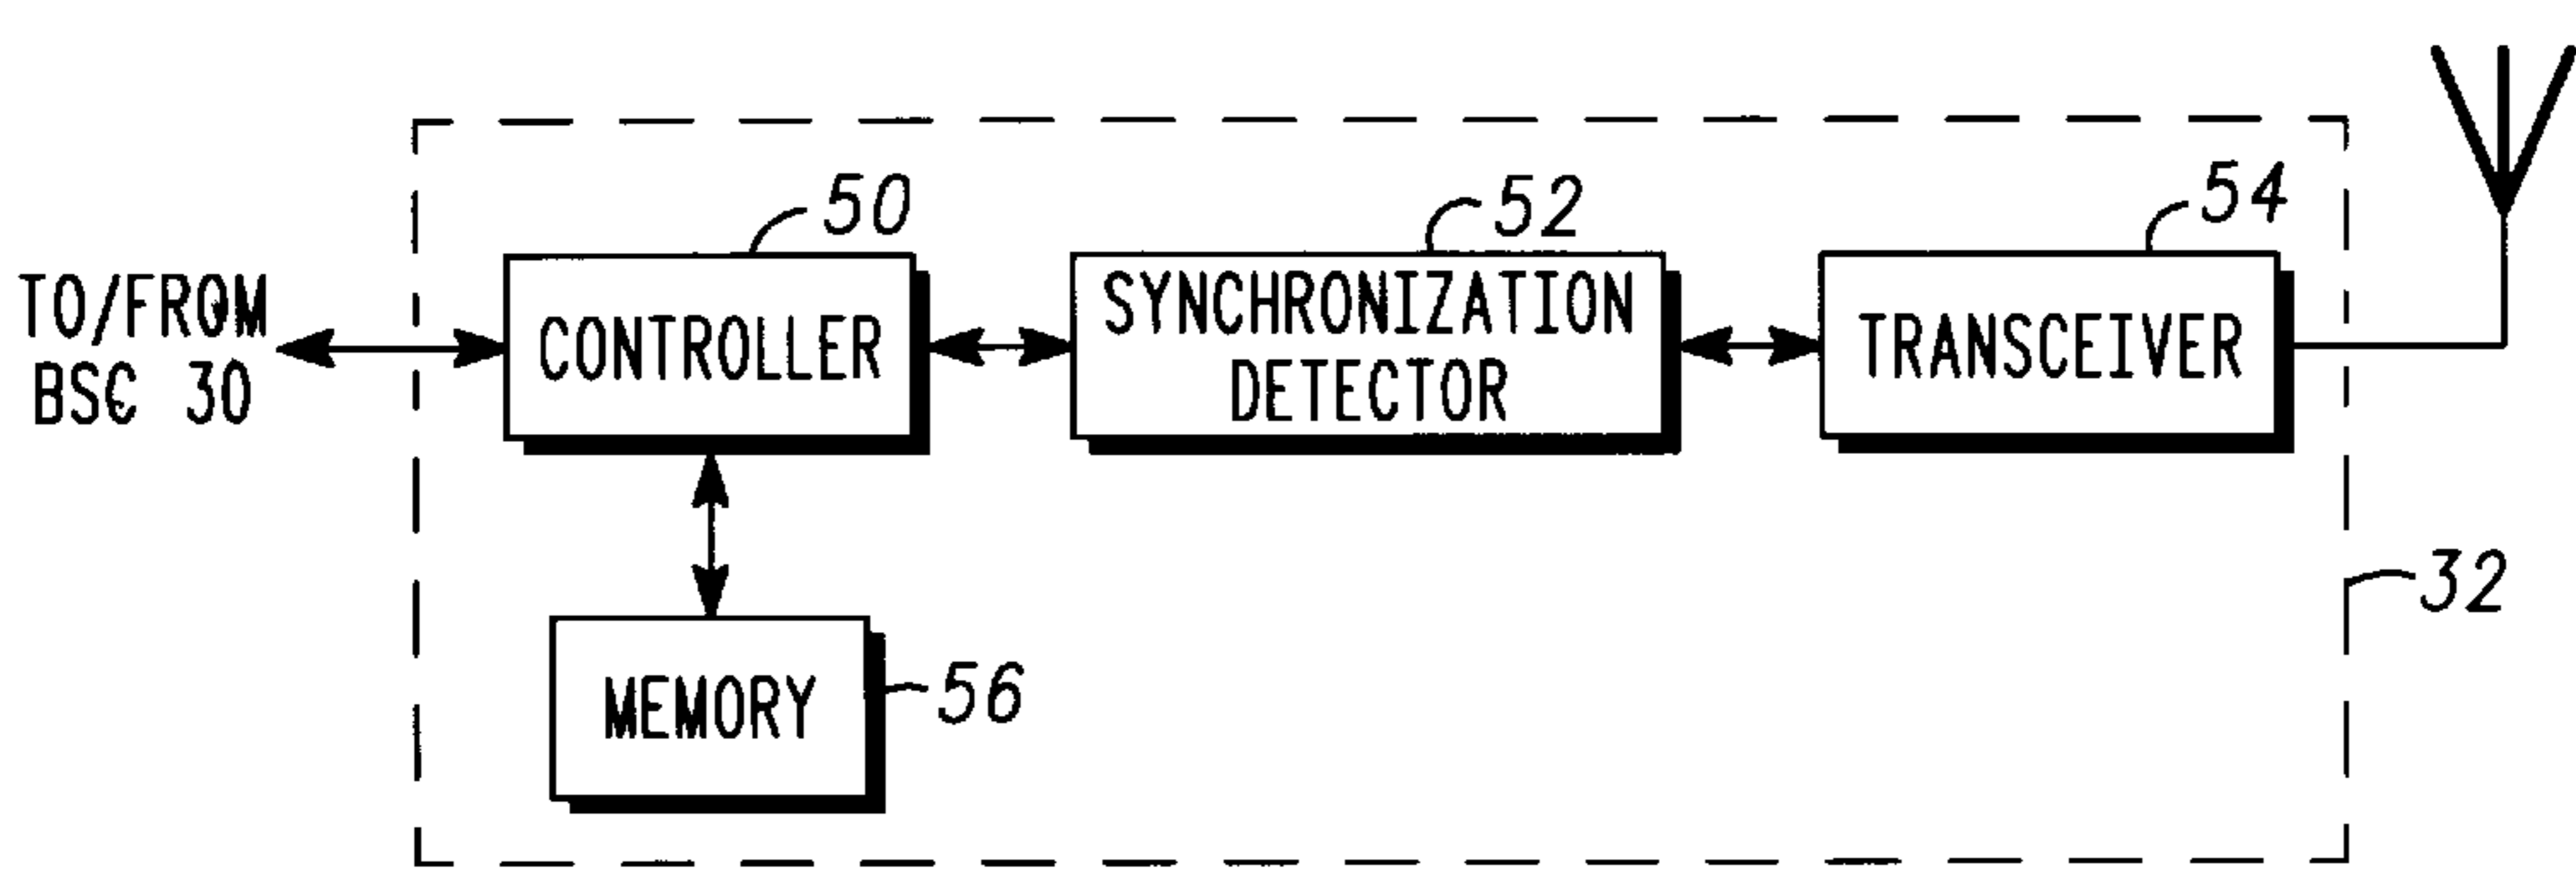 50
52
54
TO/FROM
BSC 30
CONTROLLER
SYNCHRONIZATION
DETECTOR
TRANSCEIVER
32
MEMORY
56